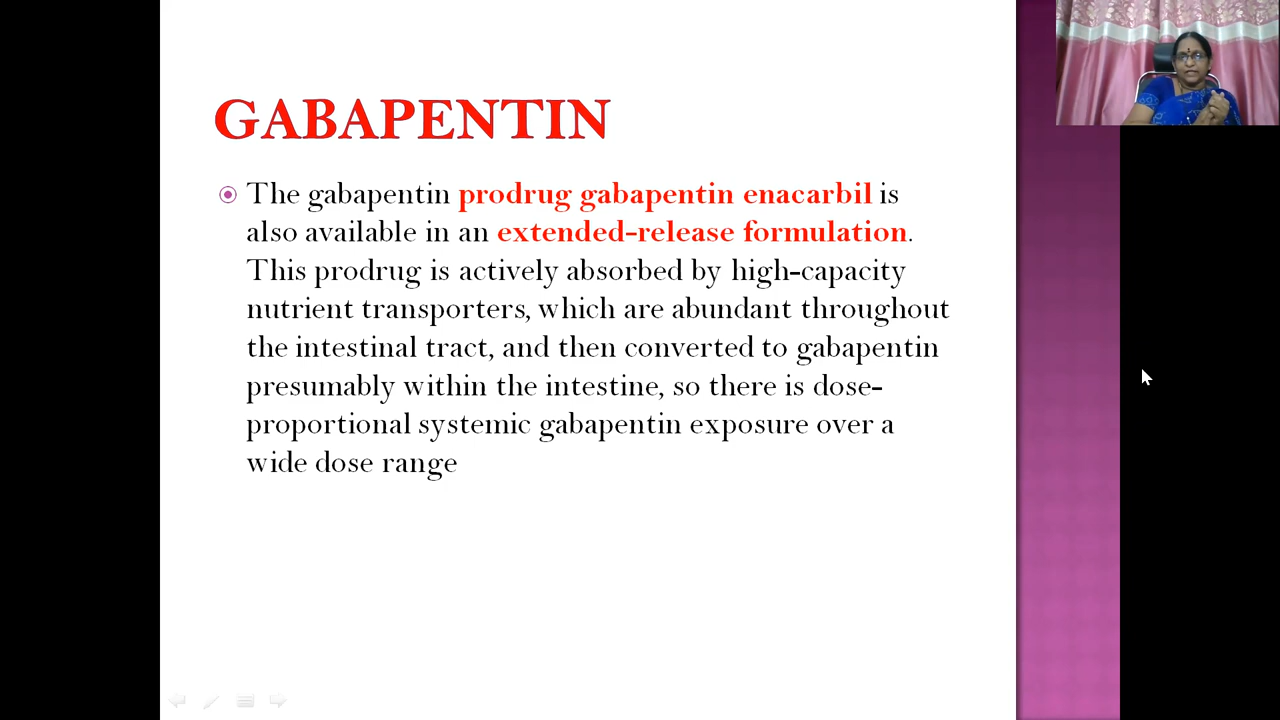 GABAPENTIN
The gabapentin prodrug gabapentin enacarbil is
also available in an extended-release formulation.
This prodrug is actively absorbed by high-capacity
nutrient transporters, which are abundant throughout
the intestinal tract, and then converted to gabapentin
presumably within the intestine, so there is dose-
proportional systemic gabapentin exposure over a
wide dose range